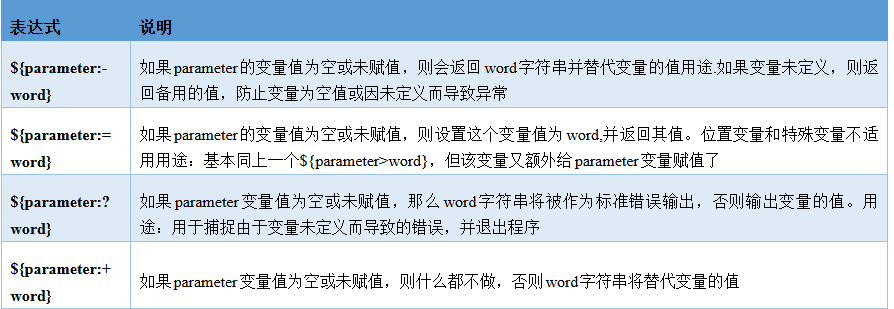 表达式 说明
${parameter:- 如果parameter的变量值为空或未赋值，则会返回 word字符串并替代变量的值用途.如果变量未定义，则返
word} 回备用的值，防止变量为空值或因未定义而导致异常
${parameter:= 如果parameter的变量值为空或未赋值，则设置这个变量值为 word,并返回其值。位置变量和特殊变量不适
word} 用用途：基本同上一个${parameter>word}，但该变量又额外给 parameter变量赋值了
${parameter:? 如果parameter变量值为空或未赋值，那么word字符串将被作为标准错误输出，否则输出变量的值。用
word} 途：用于捕捉由于变量未定义而导致的错误，并退出程序
${parameter:+ 如果parameter变量值为空或未赋值，则什么都不做，否则word字符串将替代变量的值
word}